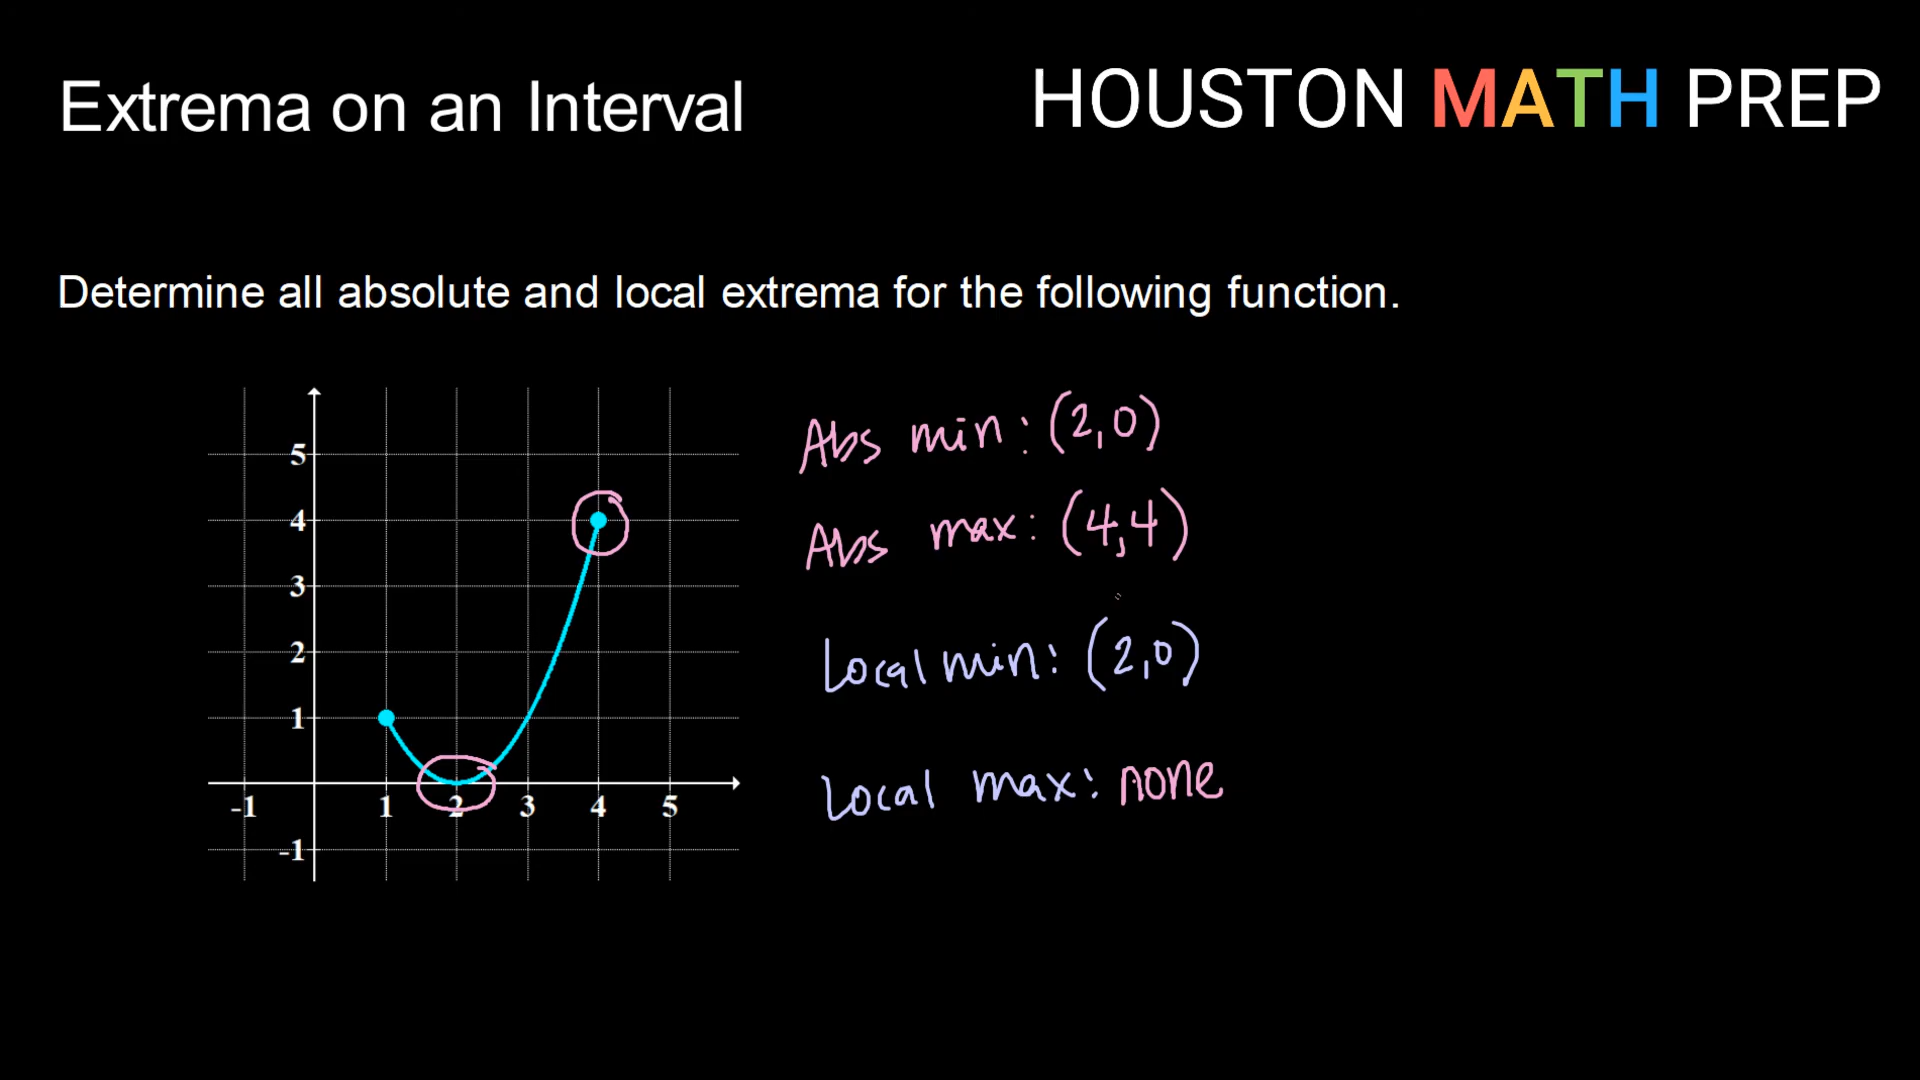 Extrema on an Interval
HOUSTON MATH PREP
Determine all absolute and local extrema for the following function.
5
4
3
2
1
-1 1 2 3 4 5
-1
Abs min: (2,0)
Abs max: (4,4)
Local min: (2,0)
Local max: none